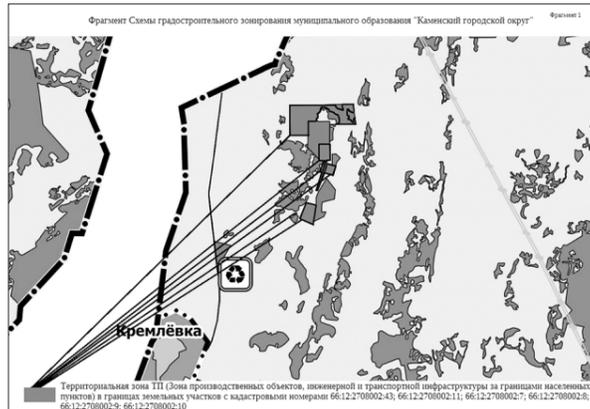 Фрагмент Схемы градостроительного зонирования муниципального образования "Каменский городской округ"
Фрагмент 1
Кремлёвка
Территориальная зона ТП (Зона производственных объектов, инженерной и транспортной инфраструктуры за границами населенных
пунктов) в границах земельных участков с кадастровыми номерами 66:12:2708002:43; 66:12:2708002:11; 66:12:2708002:7; 66:12:2708002:8;
66:12:2708002:9; 66:12:2708002:10